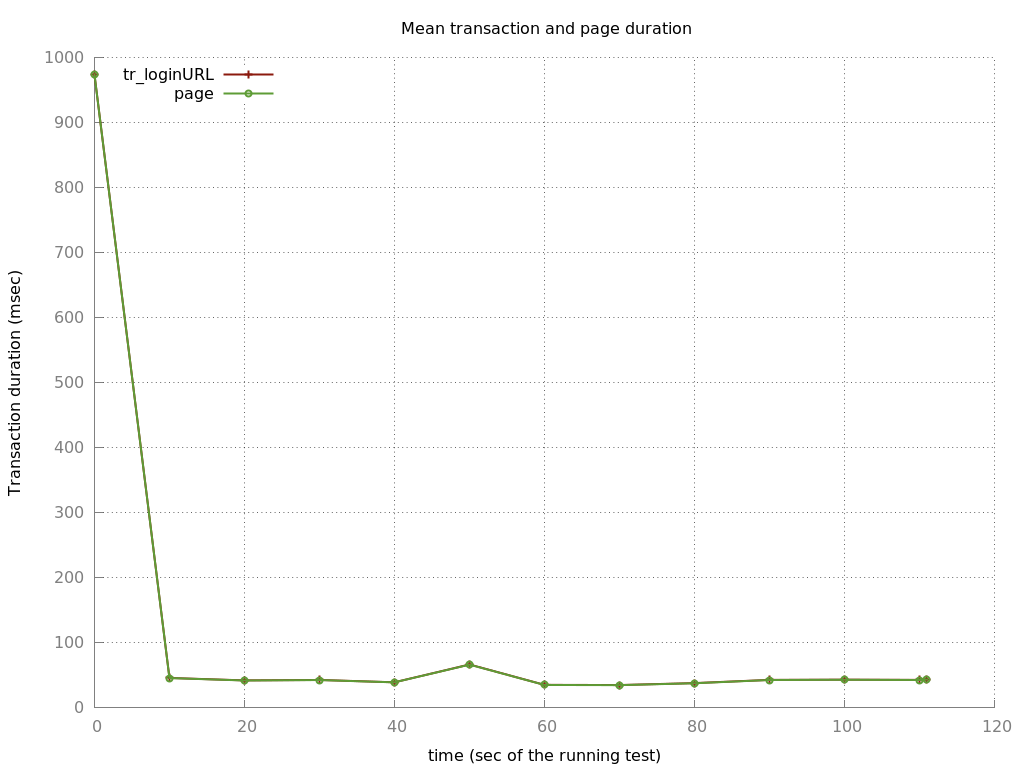 Mean transaction and page duration
1000
900
800
700
600
500
400
300
200
100
0
tr_loginURL
page
Transaction duration (msec)
0 20 40 60 80 100 120
time (sec of the running test)